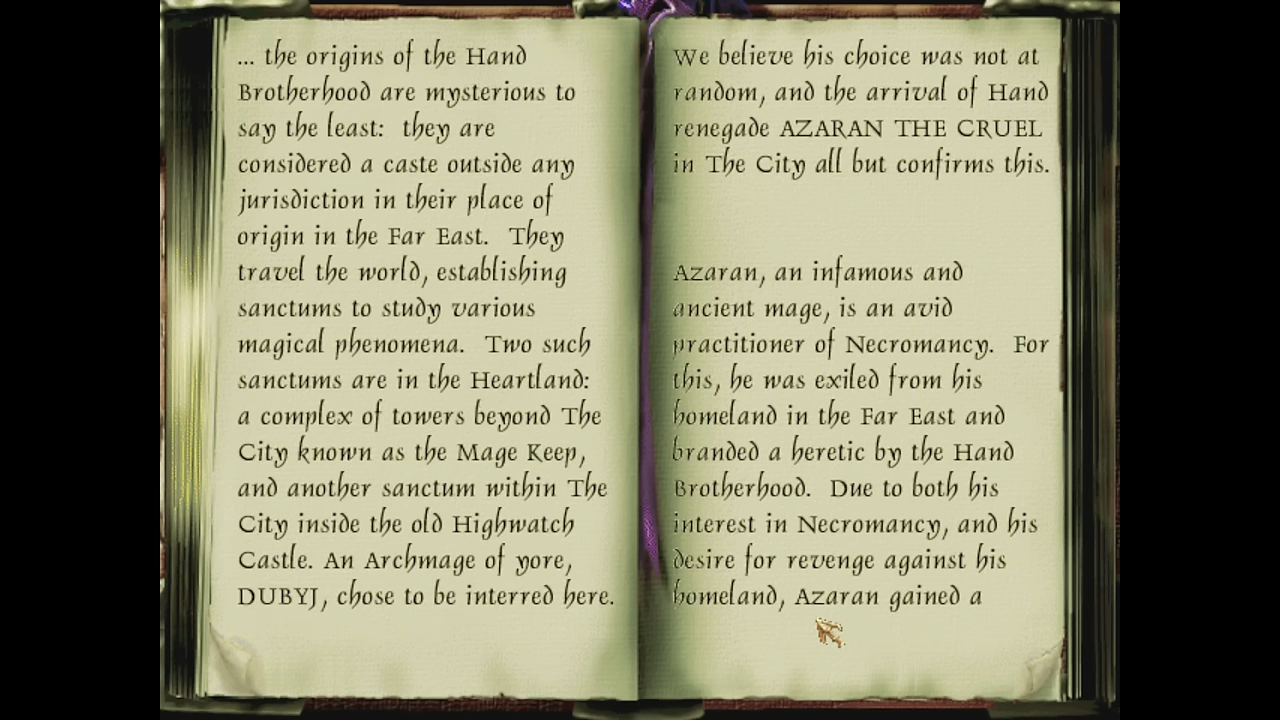 ... the origins of the Hand
Brotherhood are mysterious to
say the least:  they are
considered a caste outside any
jurisdiction in their place of
origin in the Far East.  They
travel the world, establishing
sanctums to study various
magical phenomena.  Two such
sanctums are in the Heartland:
a complex of towers beyond The
City known as the Mage Keep,
and another sanctum within The
City inside the old Highwatch
Castle. An Archmage of yore,
DUBYJ, chose to be interred here.
We believe his choice was not at
random, and the arrival of Hand
renegade AZARAN THE CRUEL
in The City all but confirms this.
Azaran, an infamous and
ancient mage, is an avid
practitioner of Necromancy.  For
this, he was exiled from his
homeland in the Far East and
branded a heretic by the Hand
Brotherhood.  Due to both his
interest in Necromancy, and his
desire for revenge against his
homeland, Azaran gained a